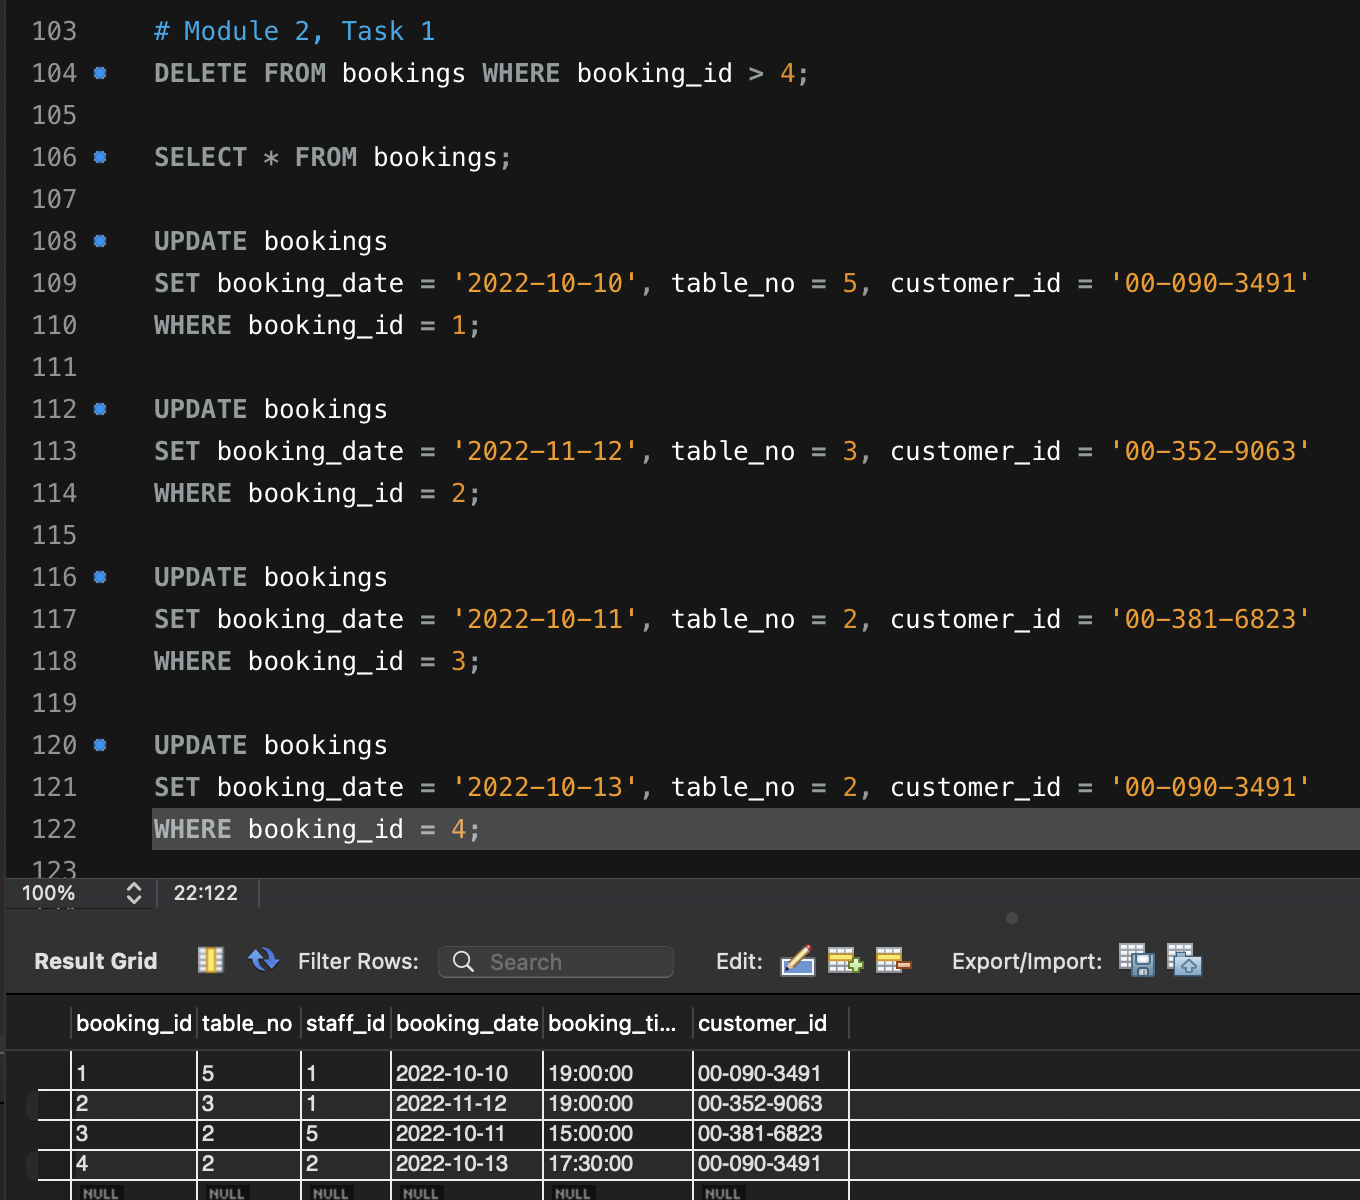 103 # Module 2, Task 1
104 DELETE FROM bookings WHERE booking_id > 4;
105
106 SELECT * FROM bookings;
107
108 UPDATE bookings
109 SET booking_date = '2022-10-10', table_no = 5, customer_id = '00-090-3491'
110 WHERE booking_id = 1;
111
112 UPDATE bookings
113 SET booking_date = '2022-11-12', table_no = 3, customer_id = '00-352-9063'
114 WHERE booking_id = 2;
115
116 UPDATE bookings
117 SET booking_date = '2022-10-11', table_no = 2, customer_id = '00-381-6823'
118 WHERE booking_id = 3;
119
120 UPDATE bookings
121 SET booking_date = '2022-10-13', table_no = 2, customer_id = '00-090-3491'
122 WHERE booking_id = 4;
123
100% 22:122
Result Grid Filter Rows: Search Edit: Export/Import:
booking_id table_no staff_id booking_date booking_ti... customer_id
1 5 1 2022-10-10 19:00:00 00-090-3491
2 3 1 2022-11-12 19:00:00 00-352-9063
3 2 5 2022-10-11 15:00:00 00-381-6823
4 2 2 2022-10-13 17:30:00 00-090-3491
NULL NULL NULL NULL NULL NULL